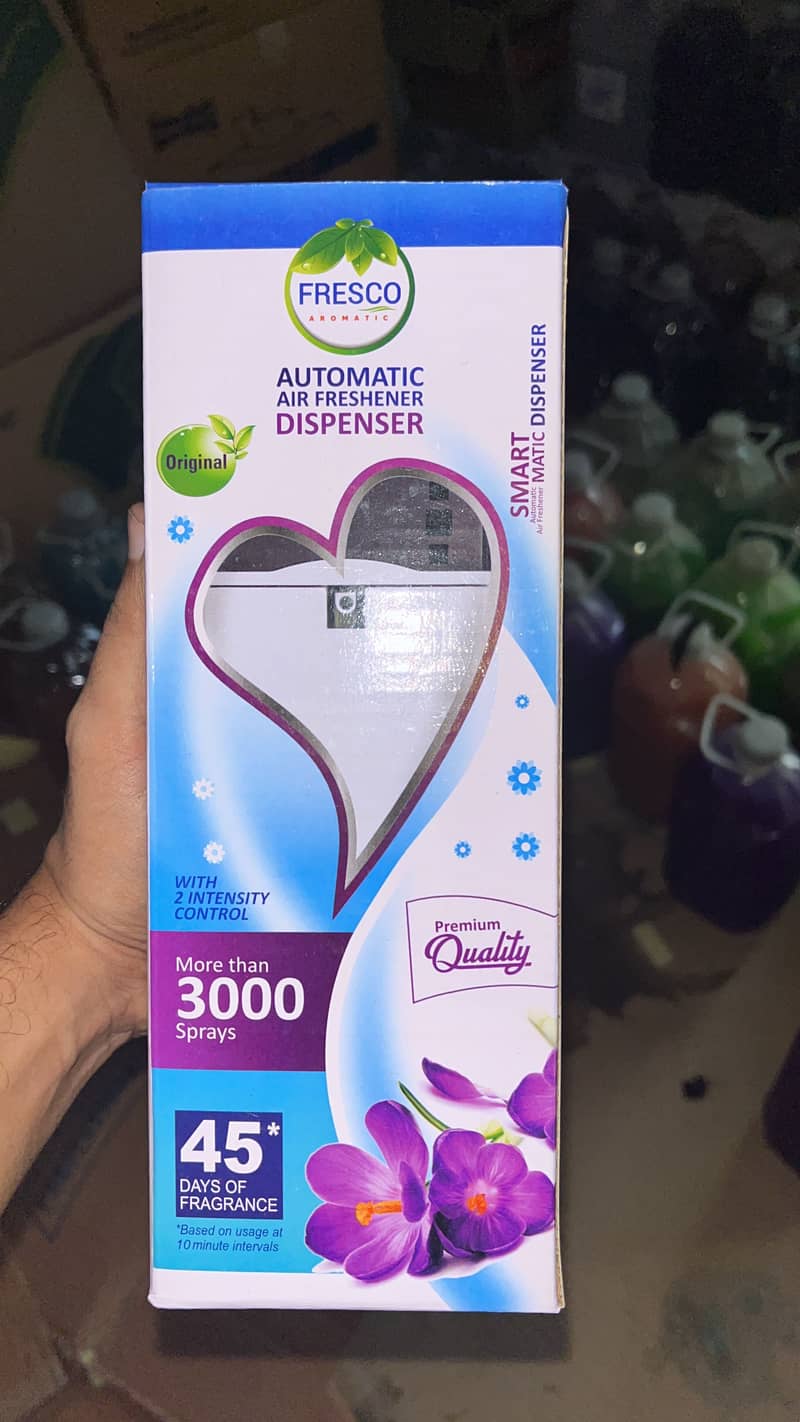 FRESCO
AROMATIC
AUTOMATIC
AIR FRESHENER
DISPENSER
Original
SMART
Automatic
Air Freshener
MATIC DISPENSER
WITH
2 INTENSITY
CONTROL
More than
3000
Sprays
Premium
Quality
45*
DAYS OF
FRAGRANCE
*Based on usage at
10 minute intervals